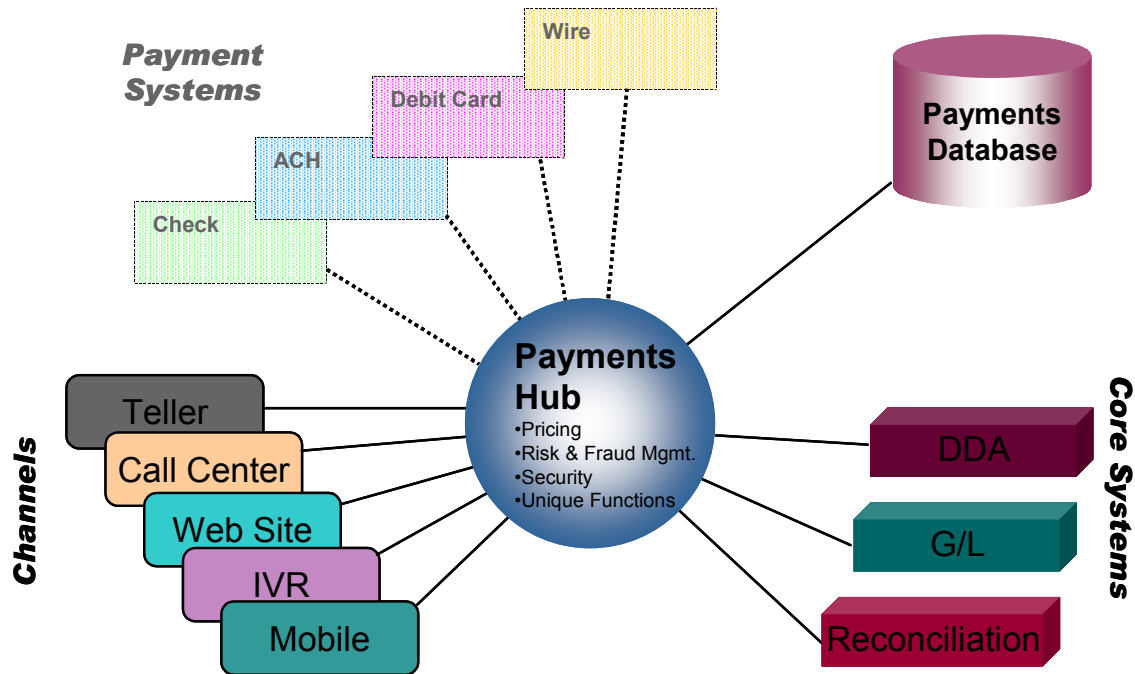 Payment
Systems
Wire
Debit Card
ACH
Check
Payments
Database
Payments
Hub
•Pricing
•Risk & Fraud Mgmt.
•Security
•Unique Functions
Channels
Teller
Call Center
Web Site
IVR
Mobile
Core Systems
DDA
G/L
Reconciliation